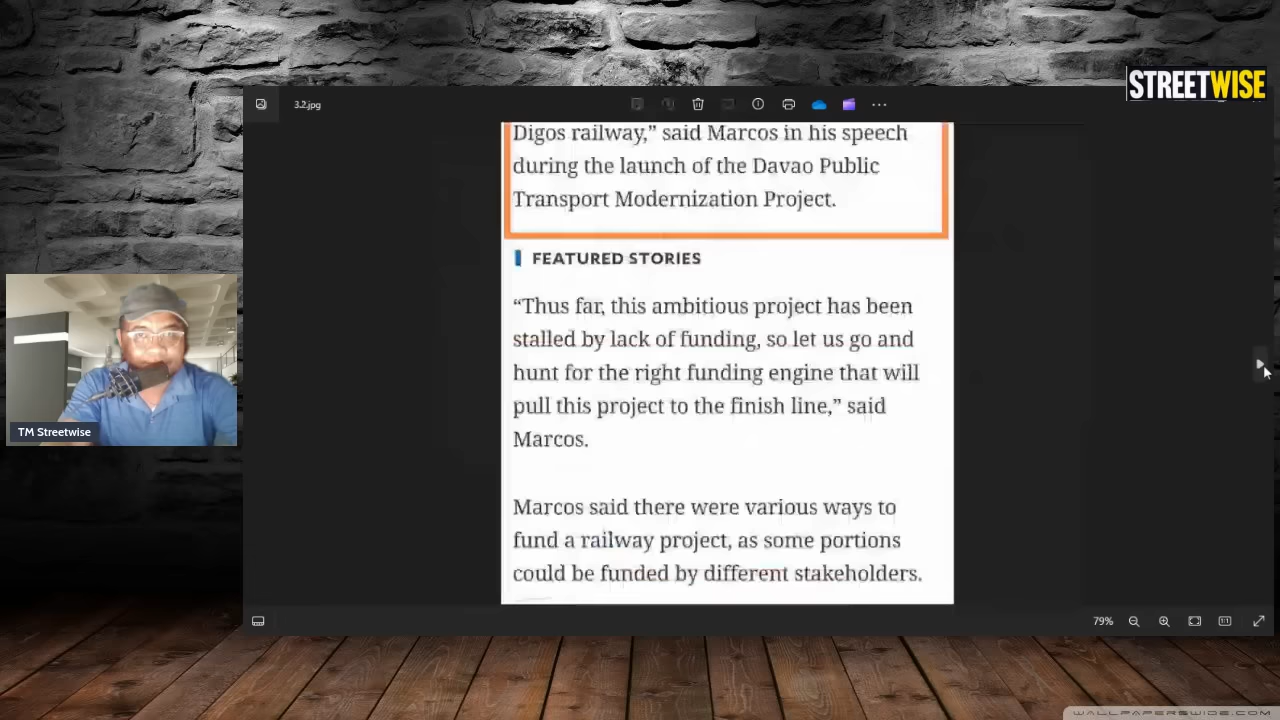 STREETWISE
3.2.jpg
Digos railway,” said Marcos in his speech
during the launch of the Davao Public
Transport Modernization Project.
FEATURED STORIES
“Thus far, this ambitious project has been
stalled by lack of funding, so let us go and
hunt for the right funding engine that will
pull this project to the finish line,” said
Marcos.
Marcos said there were various ways to
fund a railway project, as some portions
could be funded by different stakeholders.
TM Streetwise
79%
1:1
WALLPAPERSWIDE.COM